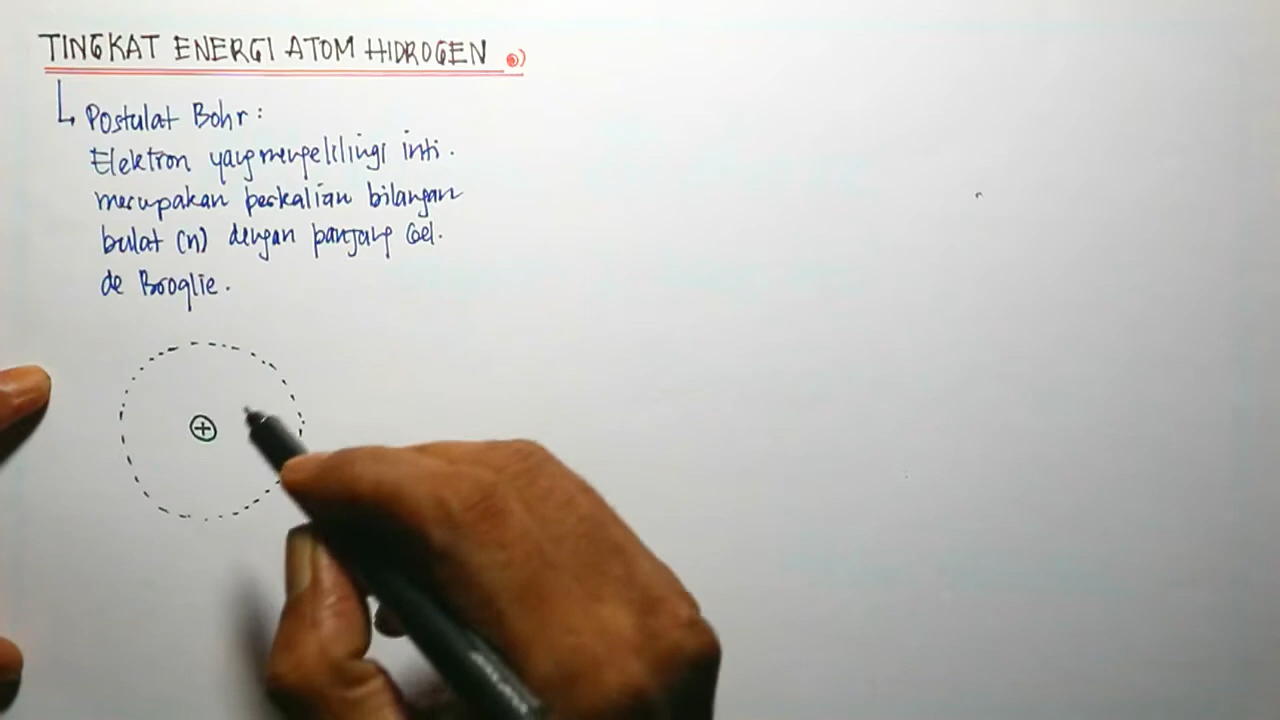 TINGKAT ENERGI ATOM HIDROGEN
↳ Postulat Bohr :
Elektron yang mengelilingi inti.
merupakan perkalian bilangan
bulat (n) dengan panjang Gel.
de Broglie.
+